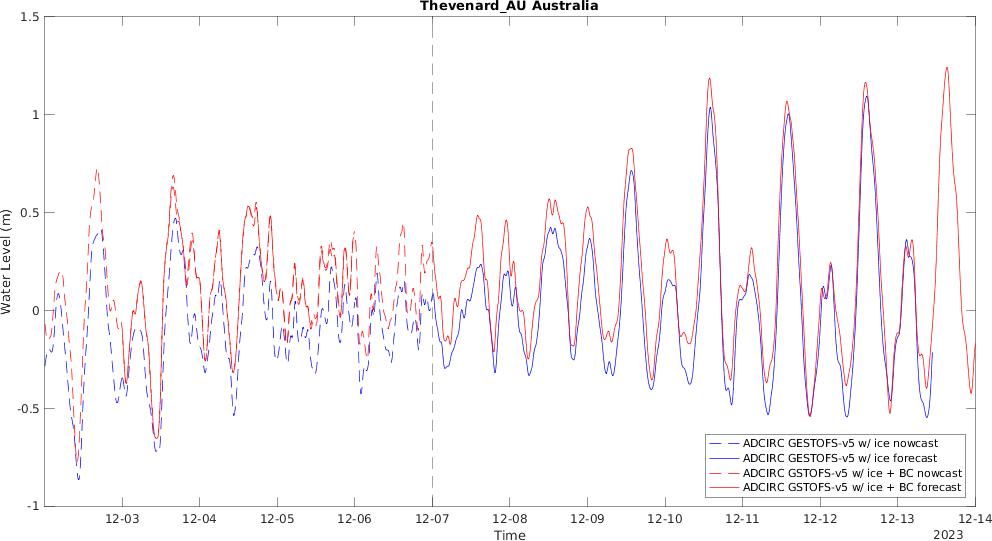 Thevenard_AU Australia
1.5
1
0.5
0
-0.5
-1
Water Level (m)
12-03
12-04
12-05
12-06
12-07
12-08
12-09
12-10
12-11
12-12
12-13
12-14
Time
2023
ADCIRC GESTOFS-v5 w/ ice nowcast
ADCIRC GESTOFS-v5 w/ ice forecast
ADCIRC GSTOFS-v5 w/ ice + BC nowcast
ADCIRC GSTOFS-v5 w/ ice + BC forecast